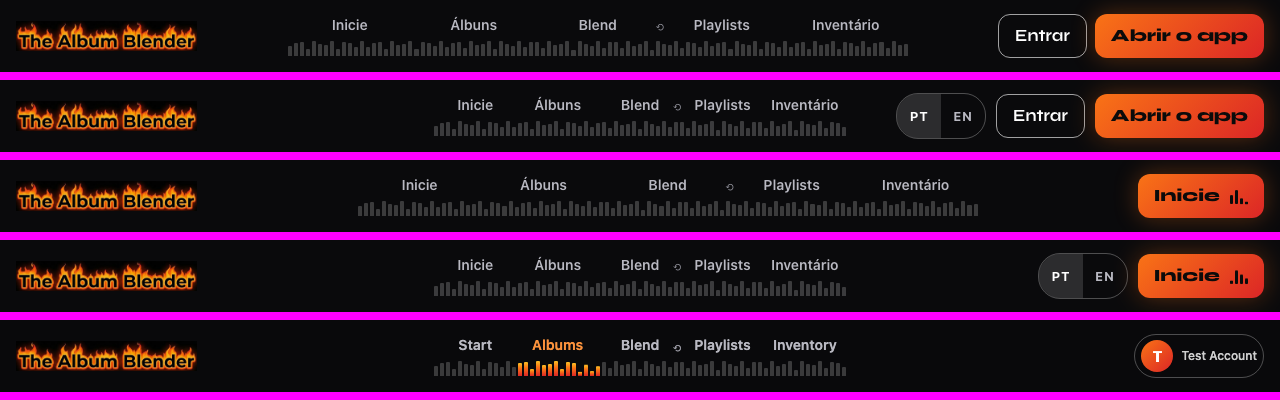 The Album Blender Inicie Álbuns Blend ⟲ Playlists Inventário Entrar Abrir o app
The Album Blender Inicie Álbuns Blend ⟲ Playlists Inventário PT EN Entrar Abrir o app
The Album Blender Inicie Álbuns Blend ⟲ Playlists Inventário Inicie
The Album Blender Inicie Álbuns Blend ⟲ Playlists Inventário PT EN Inicie
The Album Blender Start Albums Blend ⟲ Playlists Inventory T Test Account